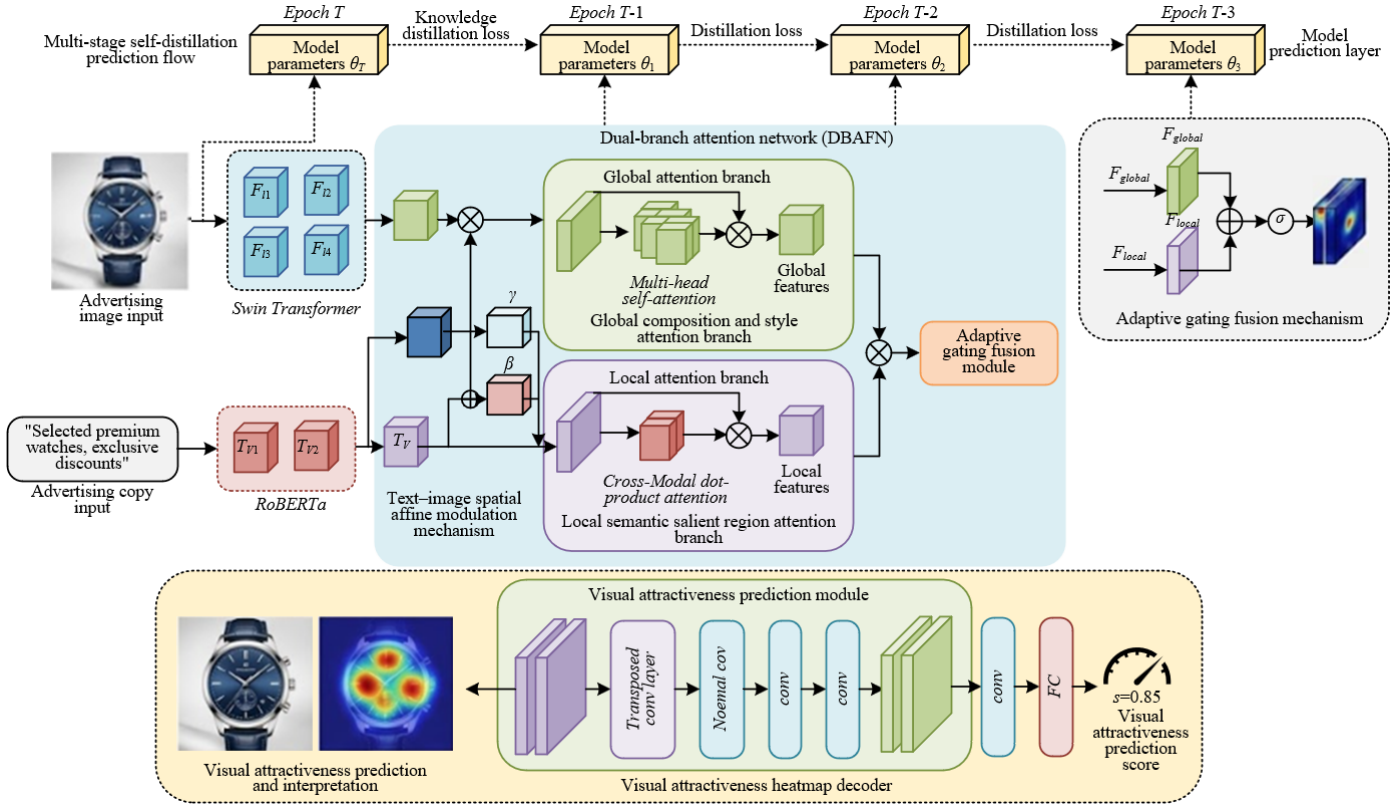 Epoch T
Epoch T-1
Epoch T-2
Epoch T-3
Multi-stage self-distillation
prediction flow
Model
parameters θT
Knowledge
distillation loss
Model
parameters θ1
Distillation loss
Model
parameters θ2
Distillation loss
Model
parameters θ3
Model
prediction layer
Dual-branch attention network (DBAFN)
Advertising
image input
Fl1
Fl2
Fl3
Fl4
Swin Transformer
Global attention branch
Multi-head
self-attention
Global
features
Global composition and style
attention branch
γ
β
Fglobal
Fglobal
Flocal
Flocal
σ
Adaptive gating fusion mechanism
Adaptive
gating fusion
module
"Selected premium
watches, exclusive
discounts"
Advertising copy
input
TV1
TV2
RoBERTa
TV
Text–image spatial
affine modulation
mechanism
Local attention branch
Cross-Modal dot-
product attention
Local
features
Local semantic salient region attention
branch
Visual attractiveness prediction module
Transposed
conv layer
Noemal cov
conv
conv
conv
FC
s=0.85
Visual
attractiveness
prediction
score
Visual attractiveness prediction
and interpretation
Visual attractiveness heatmap decoder